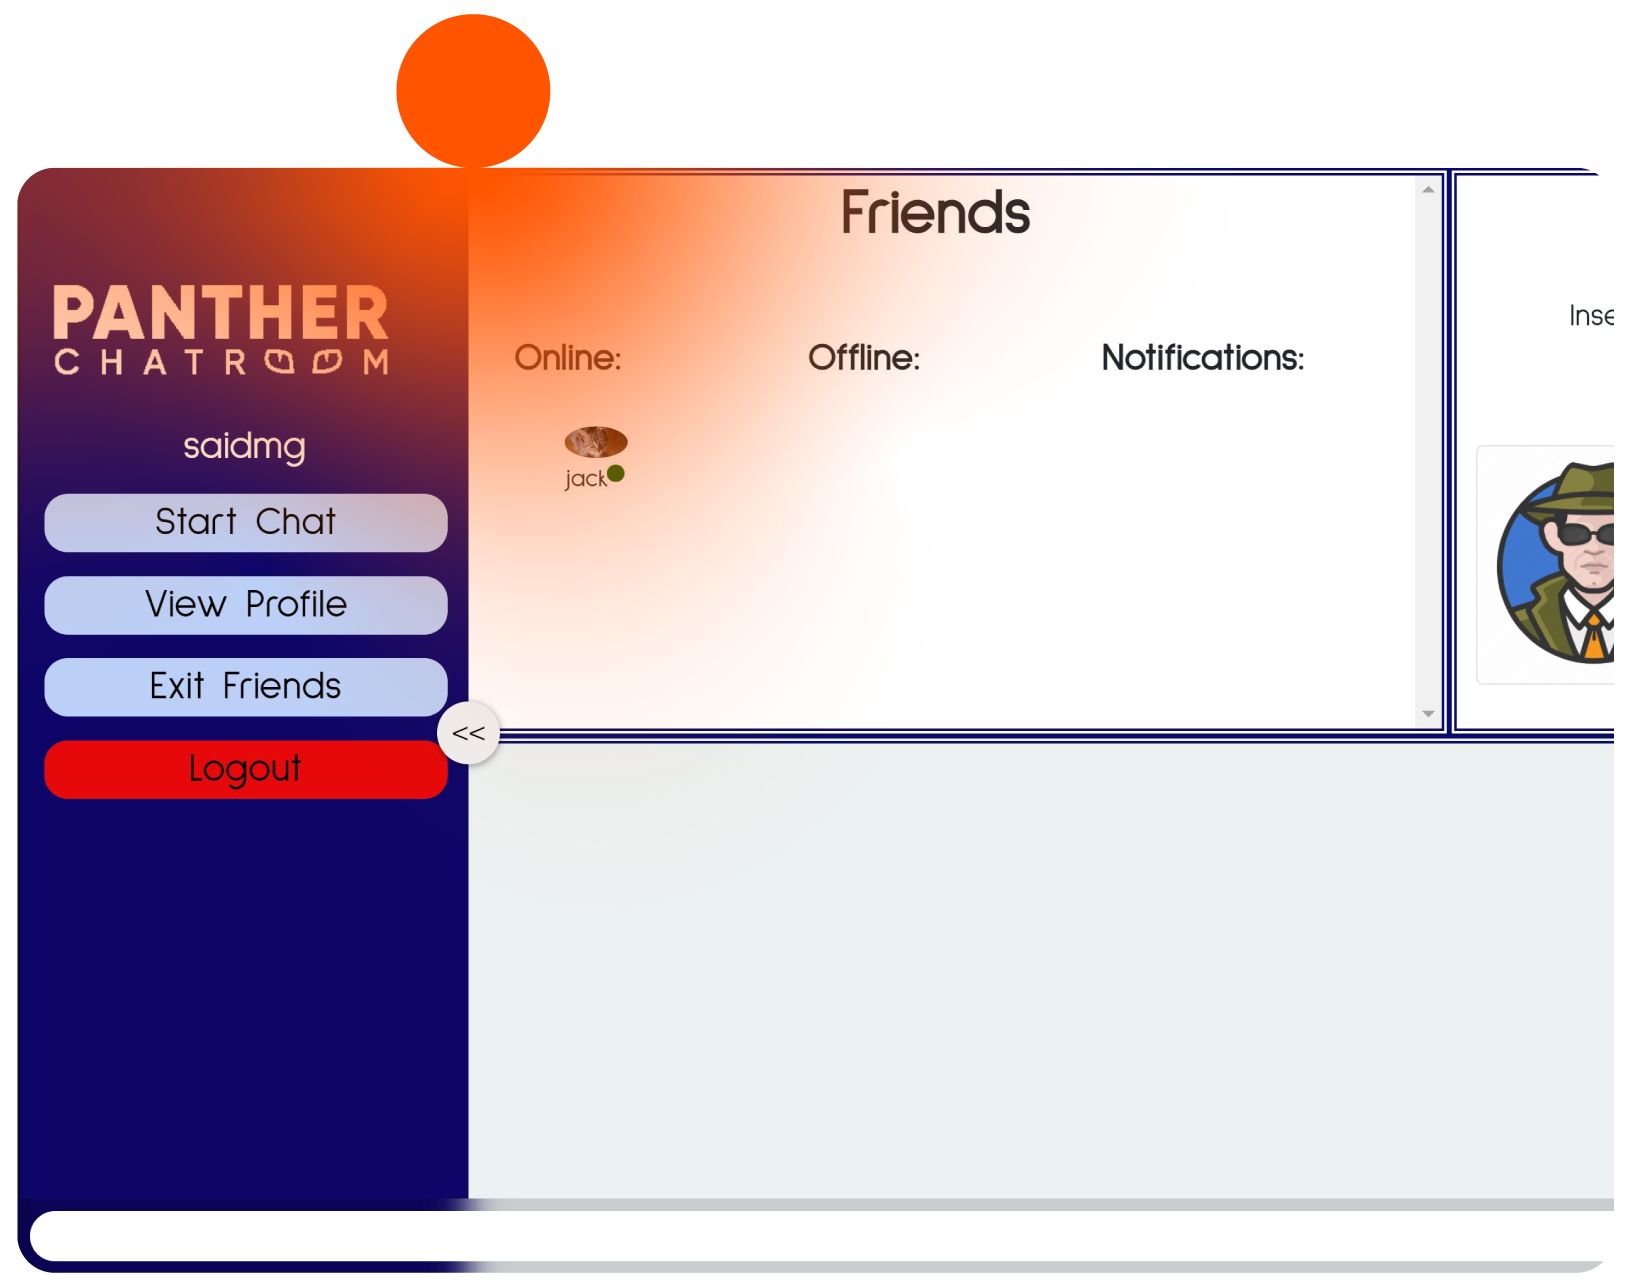 PANTHER
CHATROOM
saidmg
Start Chat
View Profile
Exit Friends
Logout
<<
Friends
Online:
Offline:
Notifications:
jack
Inse